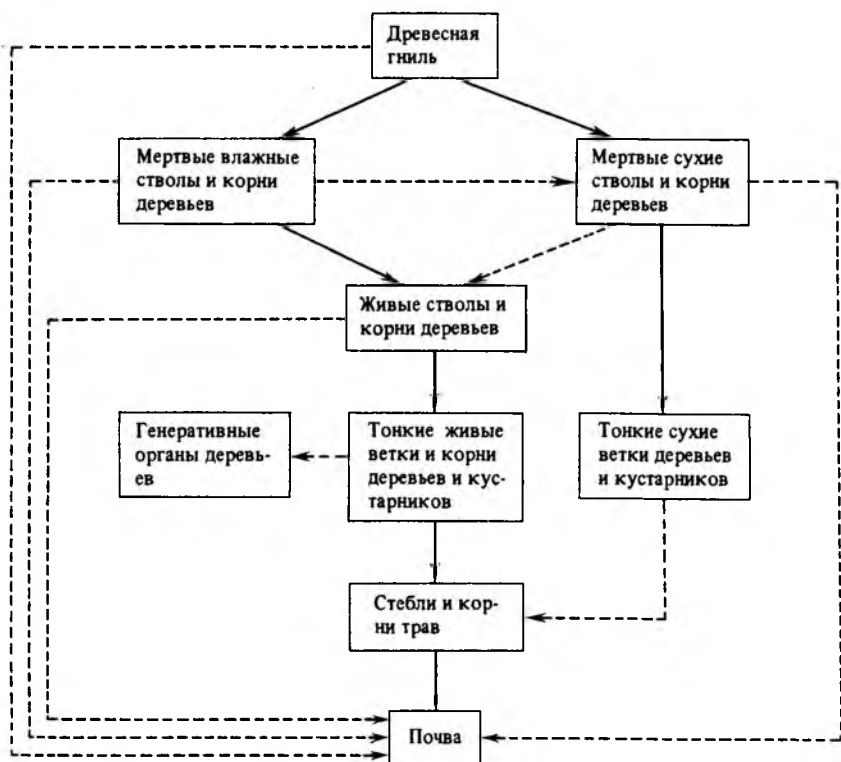 Древесная
гниль
Мертвые влажные
стволы и корни
деревьев
Мертвые сухие
стволы и корни
деревьев
Живые стволы и
корни деревьев
Генеративные
органы деревь-
ев
Тонкие живые
ветки и корни
деревьев и кус-
тарников
Тонкие сухие
ветки деревьев
и кустарников
Стебли и кор-
ни трав
Почва